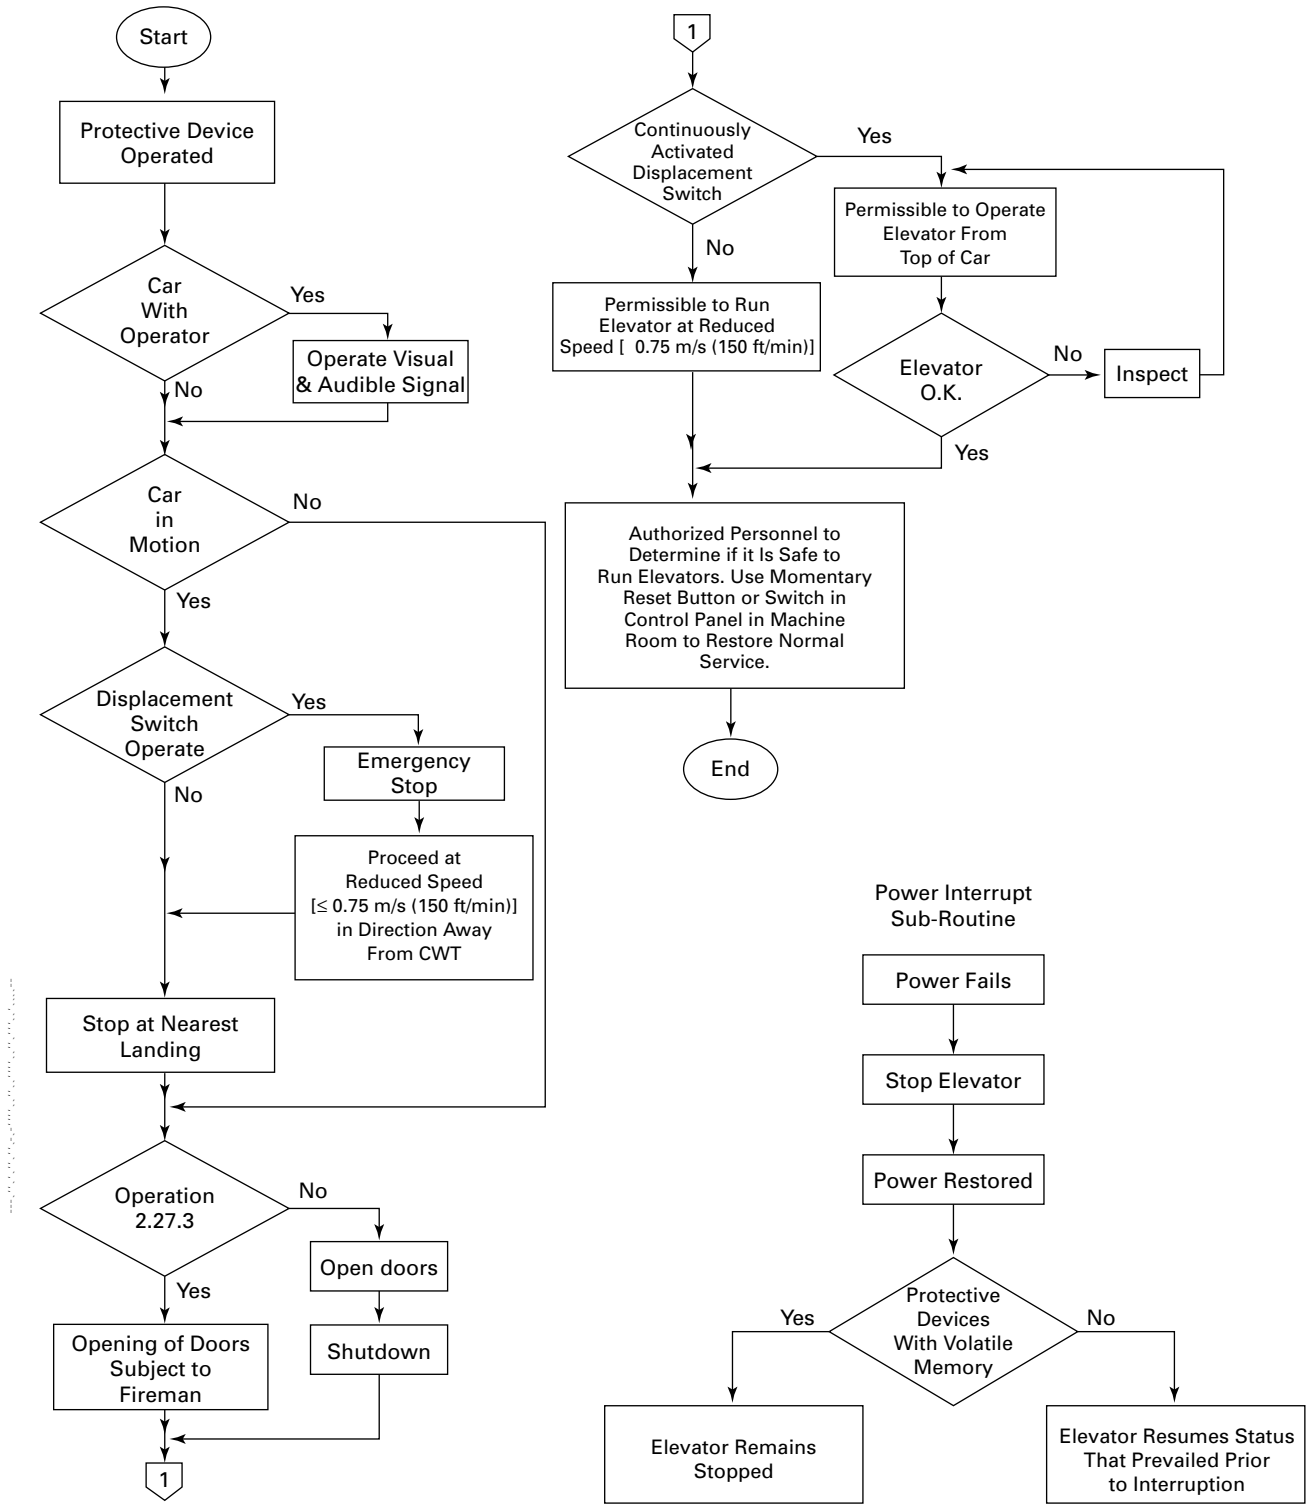 Start
Protective Device
Operated
Car
With
Operator
Yes
Operate Visual
& Audible Signal
No
Car
in
Motion
No
Yes
Displacement
Switch
Operate
Yes
Emergency
Stop
No
Proceed at
Reduced Speed
[≤ 0.75 m/s (150 ft/min)]
in Direction Away
From CWT
Stop at Nearest
Landing
Operation
2.27.3
No
Open doors
Yes
Opening of Doors
Subject to
Fireman
Shutdown
1
1
Continuously
Activated
Displacement
Switch
Yes
Permissible to Operate
Elevator From
Top of Car
No
Permissible to Run
Elevator at Reduced
Speed [ 0.75 m/s (150 ft/min)]
Elevator
O.K.
No
Inspect
Yes
Authorized Personnel to
Determine if it Is Safe to
Run Elevators. Use Momentary
Reset Button or Switch in
Control Panel in Machine
Room to Restore Normal
Service.
End
Power Interrupt
Sub-Routine
Power Fails
Stop Elevator
Power Restored
Protective
Devices
With Volatile
Memory
Yes
No
Elevator Remains
Stopped
Elevator Resumes Status
That Prevailed Prior
to Interruption